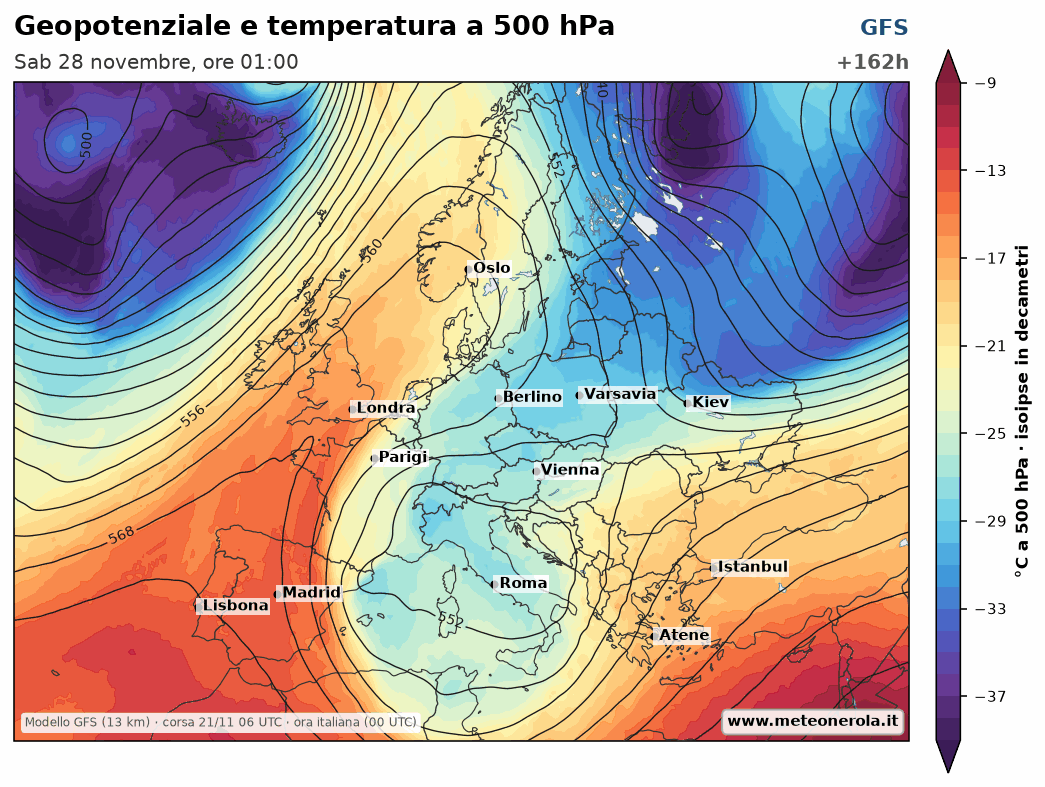 Geopotenziale e temperatura a 500 hPa
GFS
Sab 28 novembre, ore 01:00
+162h
500
552
560
Oslo
556
Londra
Berlino
Varsavia
Kiev
Parigi
Vienna
568
Istanbul
Roma
Madrid
Lisbona
552
Atene
Modello GFS (13 km) · corsa 21/11 06 UTC · ora italiana (00 UTC)
www.meteonerola.it
−9
−13
−17
−21
−25
−29
−33
−37
°C a 500 hPa · isoipse in decametri